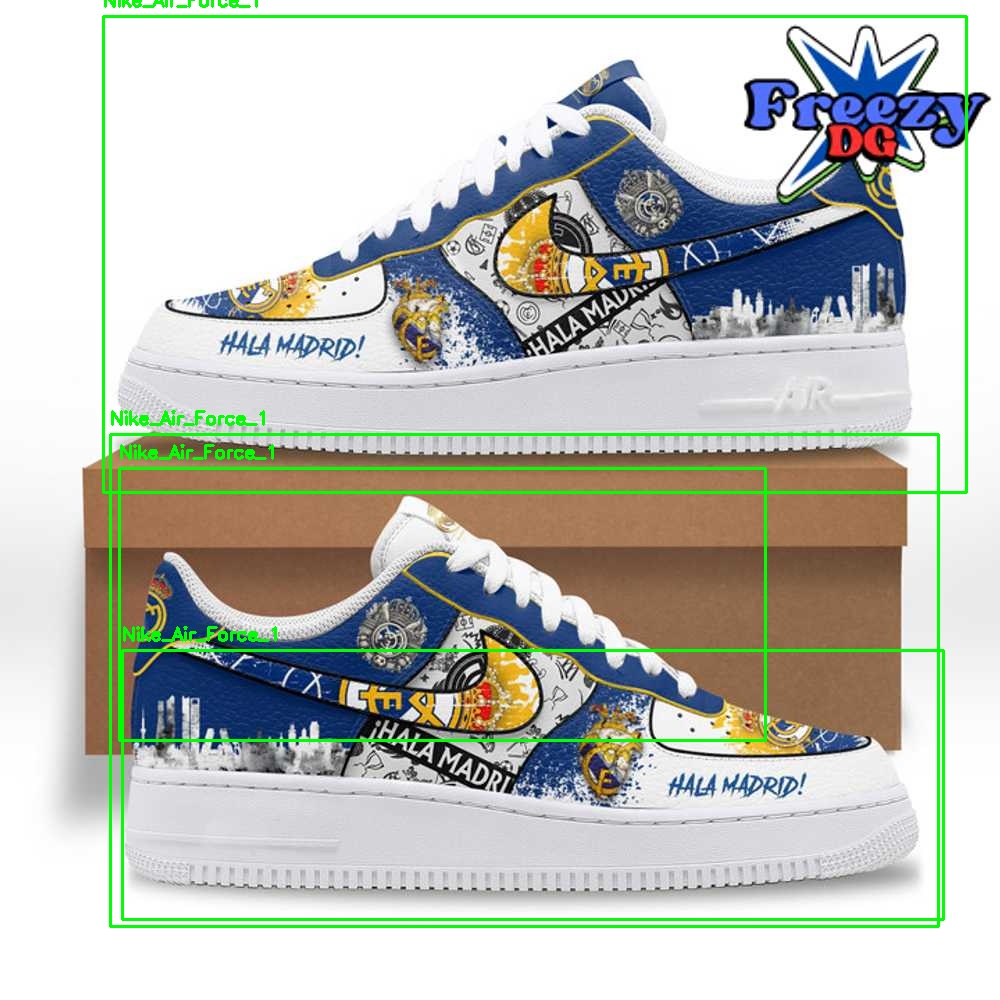 Nike_Air_Force_1
Freezy
DG
HALA MADRID!
HALA MADRI
AIR
Nike_Air_Force_1
Nike_Air_Force_1
Nike_Air_Force_1
¡HALA MADRI
HALA MADRID!